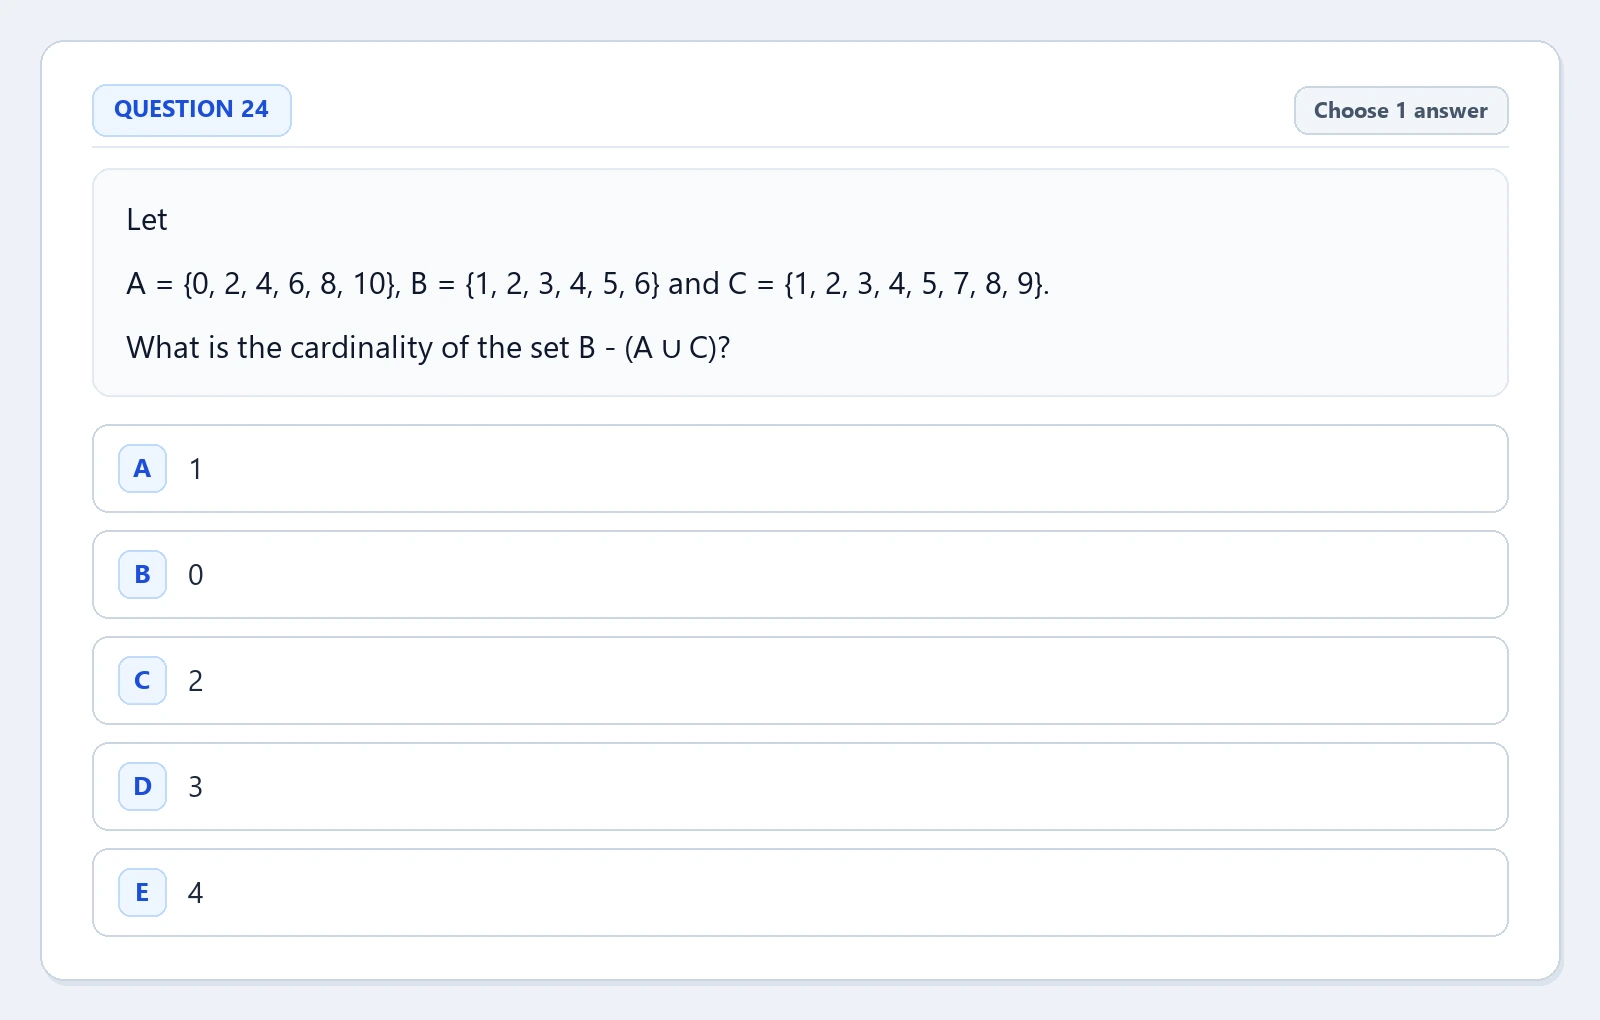 QUESTION 24
Choose 1 answer
Let
A = {0, 2, 4, 6, 8, 10}, B = {1, 2, 3, 4, 5, 6} and C = {1, 2, 3, 4, 5, 7, 8, 9}.
What is the cardinality of the set B - (A ∪ C)?
A 1
B 0
C 2
D 3
E 4